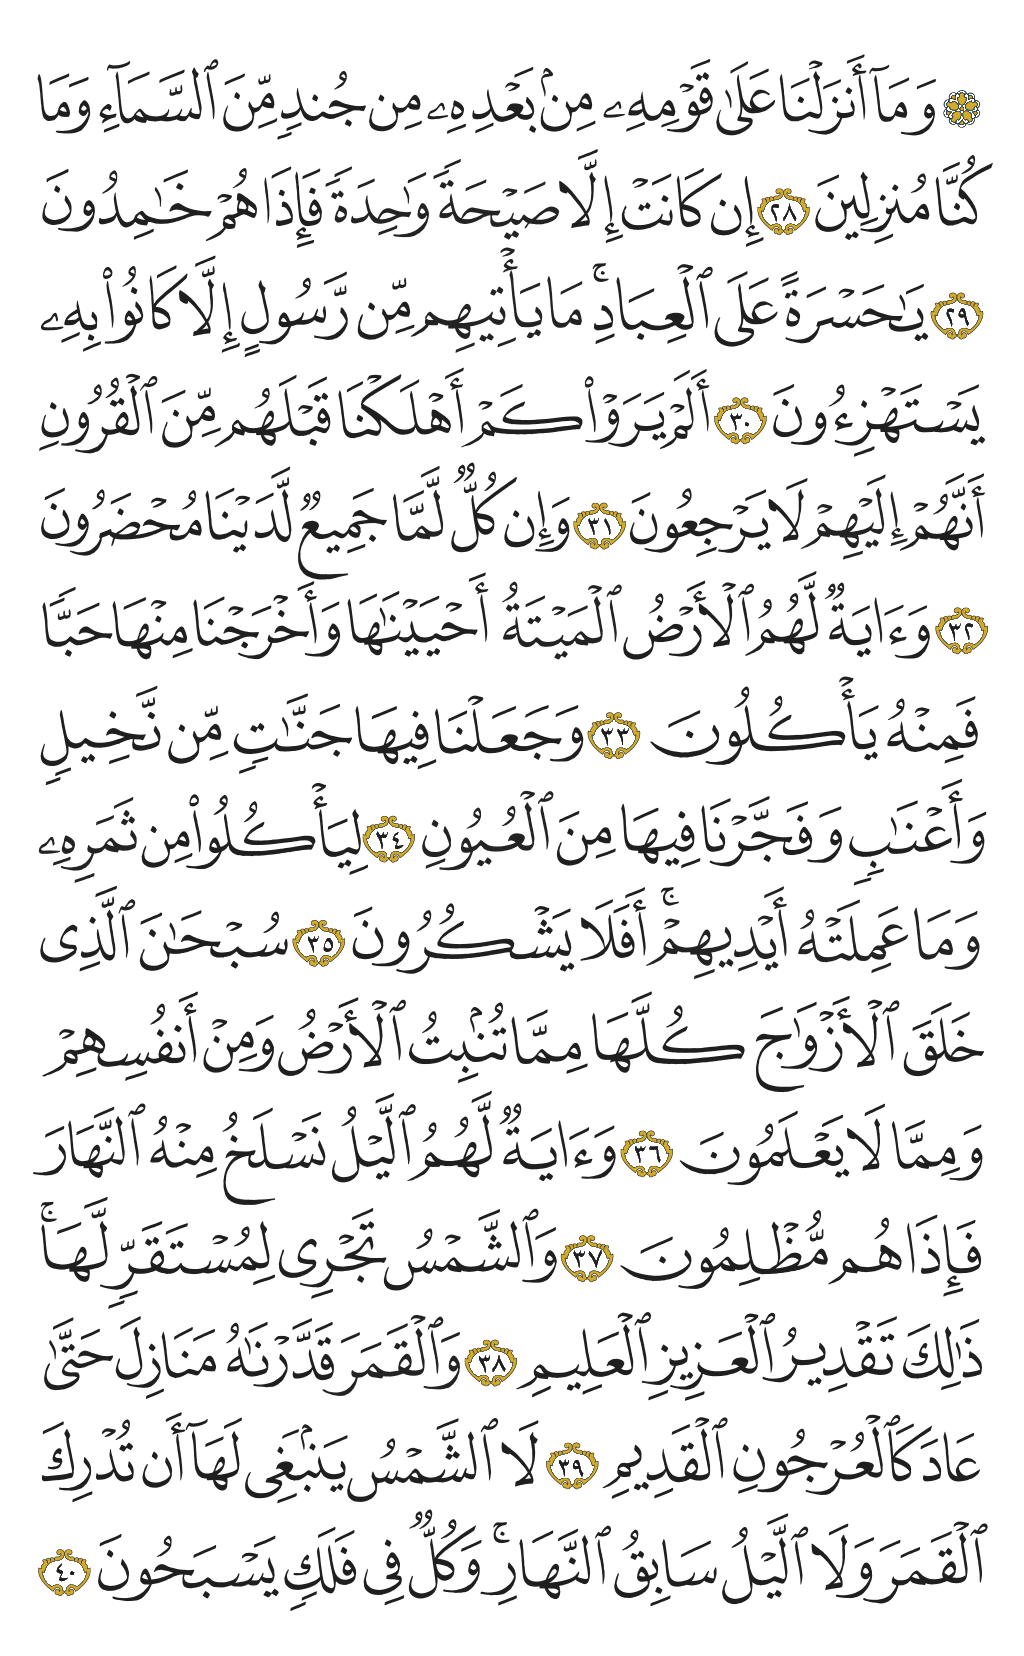 ۞ وَمَآ أَنزَلْنَا عَلَىٰ قَوْمِهِۦ مِنۢ بَعْدِهِۦ مِن جُندٍ مِّنَ ٱلسَّمَآءِ وَمَا
كُنَّا مُنزِلِينَ ٢٨ إِن كَانَتْ إِلَّا صَيْحَةً وَٰحِدَةً فَإِذَا هُمْ خَٰمِدُونَ
٢٩ يَٰحَسْرَةً عَلَى ٱلْعِبَادِ ۚ مَا يَأْتِيهِم مِّن رَّسُولٍ إِلَّا كَانُوا۟ بِهِۦ
يَسْتَهْزِءُونَ ٣٠ أَلَمْ يَرَوْا۟ كَمْ أَهْلَكْنَا قَبْلَهُم مِّنَ ٱلْقُرُونِ
أَنَّهُمْ إِلَيْهِمْ لَا يَرْجِعُونَ ٣١ وَإِن كُلٌّ لَّمَّا جَمِيعٌ لَّدَيْنَا مُحْضَرُونَ
٣٢ وَءَايَةٌ لَّهُمُ ٱلْأَرْضُ ٱلْمَيْتَةُ أَحْيَيْنَٰهَا وَأَخْرَجْنَا مِنْهَا حَبًّا
فَمِنْهُ يَأْكُلُونَ ٣٣ وَجَعَلْنَا فِيهَا جَنَّٰتٍ مِّن نَّخِيلٍ
وَأَعْنَٰبٍ وَفَجَّرْنَا فِيهَا مِنَ ٱلْعُيُونِ ٣٤ لِيَأْكُلُوا۟ مِن ثَمَرِهِۦ
وَمَا عَمِلَتْهُ أَيْدِيهِمْ ۚ أَفَلَا يَشْكُرُونَ ٣٥ سُبْحَٰنَ ٱلَّذِى
خَلَقَ ٱلْأَزْوَٰجَ كُلَّهَا مِمَّا تُنۢبِتُ ٱلْأَرْضُ وَمِنْ أَنفُسِهِمْ
وَمِمَّا لَا يَعْلَمُونَ ٣٦ وَءَايَةٌ لَّهُمُ ٱلَّيْلُ نَسْلَخُ مِنْهُ ٱلنَّهَارَ
فَإِذَا هُم مُّظْلِمُونَ ٣٧ وَٱلشَّمْسُ تَجْرِى لِمُسْتَقَرٍّ لَّهَا ۚ
ذَٰلِكَ تَقْدِيرُ ٱلْعَزِيزِ ٱلْعَلِيمِ ٣٨ وَٱلْقَمَرَ قَدَّرْنَٰهُ مَنَازِلَ حَتَّىٰ
عَادَ كَٱلْعُرْجُونِ ٱلْقَدِيمِ ٣٩ لَا ٱلشَّمْسُ يَنۢبَغِى لَهَآ أَن تُدْرِكَ
ٱلْقَمَرَ وَلَا ٱلَّيْلُ سَابِقُ ٱلنَّهَارِ ۚ وَكُلٌّ فِى فَلَكٍ يَسْبَحُونَ ٤٠